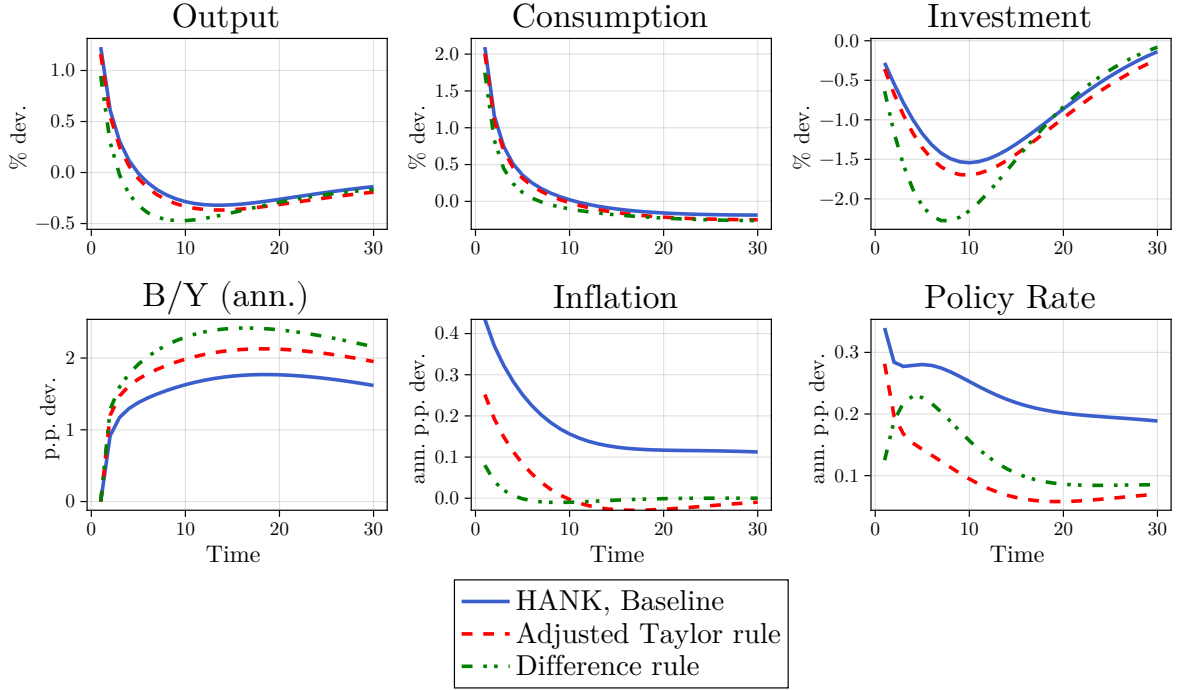 Output
Consumption
Investment
% dev.
1.0
0.5
0.0
−0.5
0
10
20
30
% dev.
2.0
1.5
1.0
0.5
0.0
0
10
20
30
% dev.
0.0
−0.5
−1.0
−1.5
−2.0
0
10
20
30
B/Y (ann.)
Inflation
Policy Rate
p.p. dev.
2
1
0
0
10
20
30
Time
ann. p.p. dev.
0.4
0.3
0.2
0.1
0.0
0
10
20
30
Time
ann. p.p. dev.
0.3
0.2
0.1
0
10
20
30
Time
HANK, Baseline
Adjusted Taylor rule
Difference rule